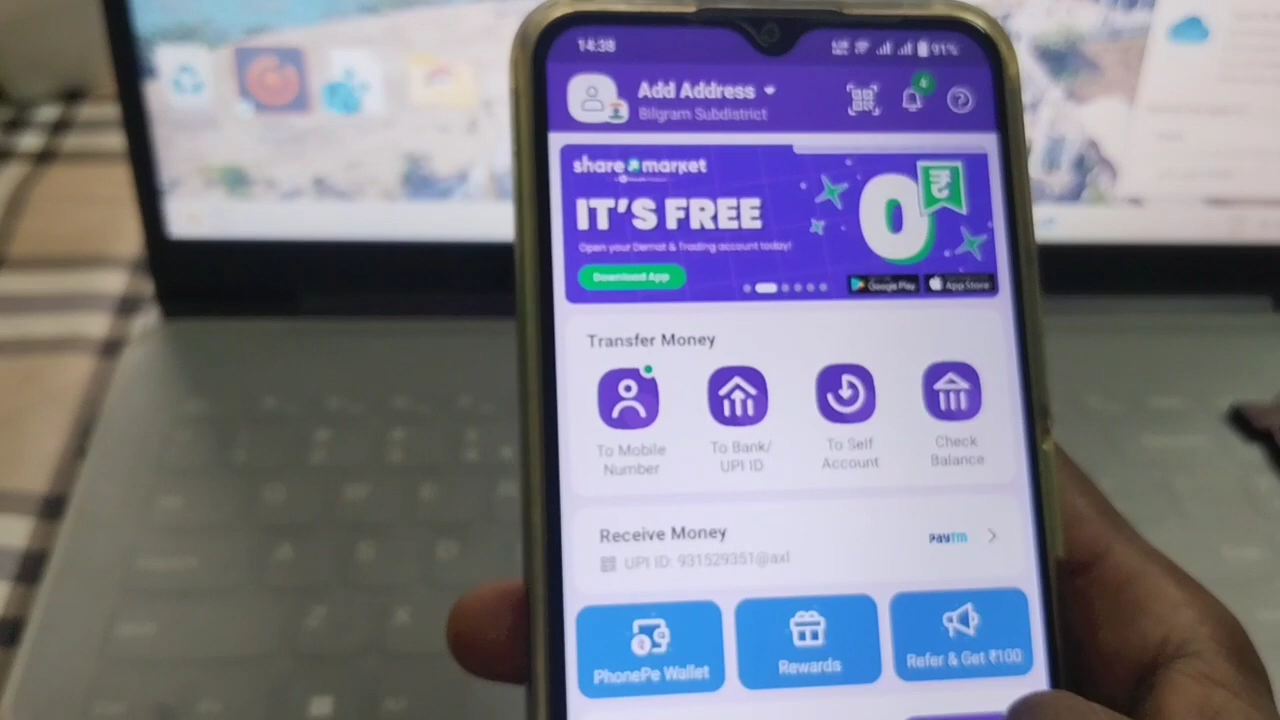 14:38
91%
Add Address
Bilgram Subdistrict
share market
IT'S FREE
0
₹
Open your Demat & Trading account today!
Download App
Google Play
App Store
Transfer Money
To Mobile Number
To Bank/ UPI ID
To Self Account
Check Balance
Receive Money
UPI ID: 931529351@axl
paytm
PhonePe Wallet
Rewards
Refer & Get ₹100